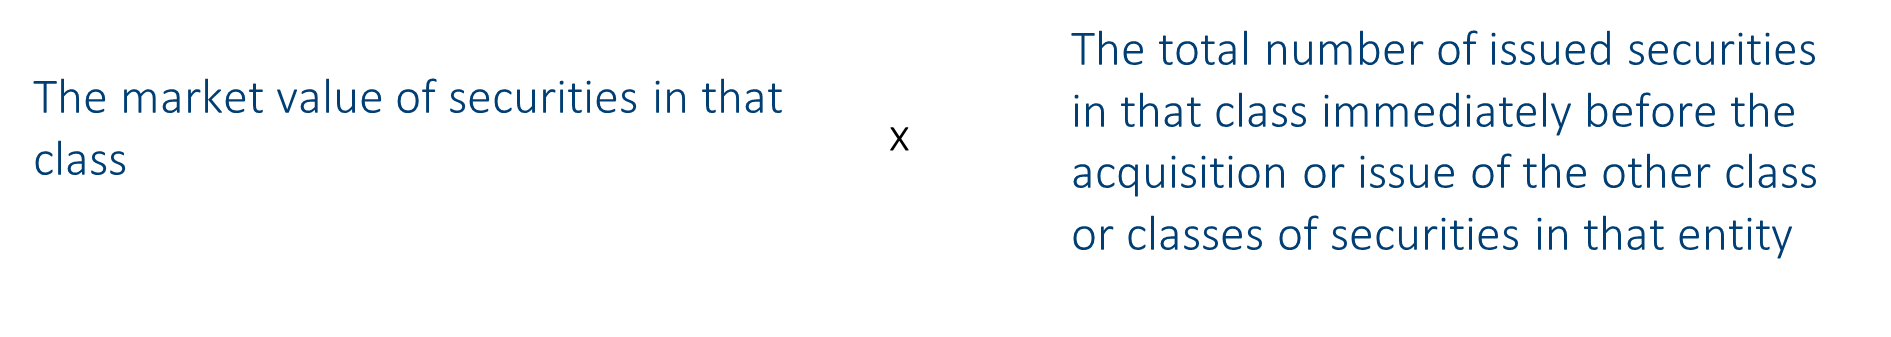 The market value of securities in that
class
x
The total number of issued securities
in that class immediately before the
acquisition or issue of the other class
or classes of securities in that entity